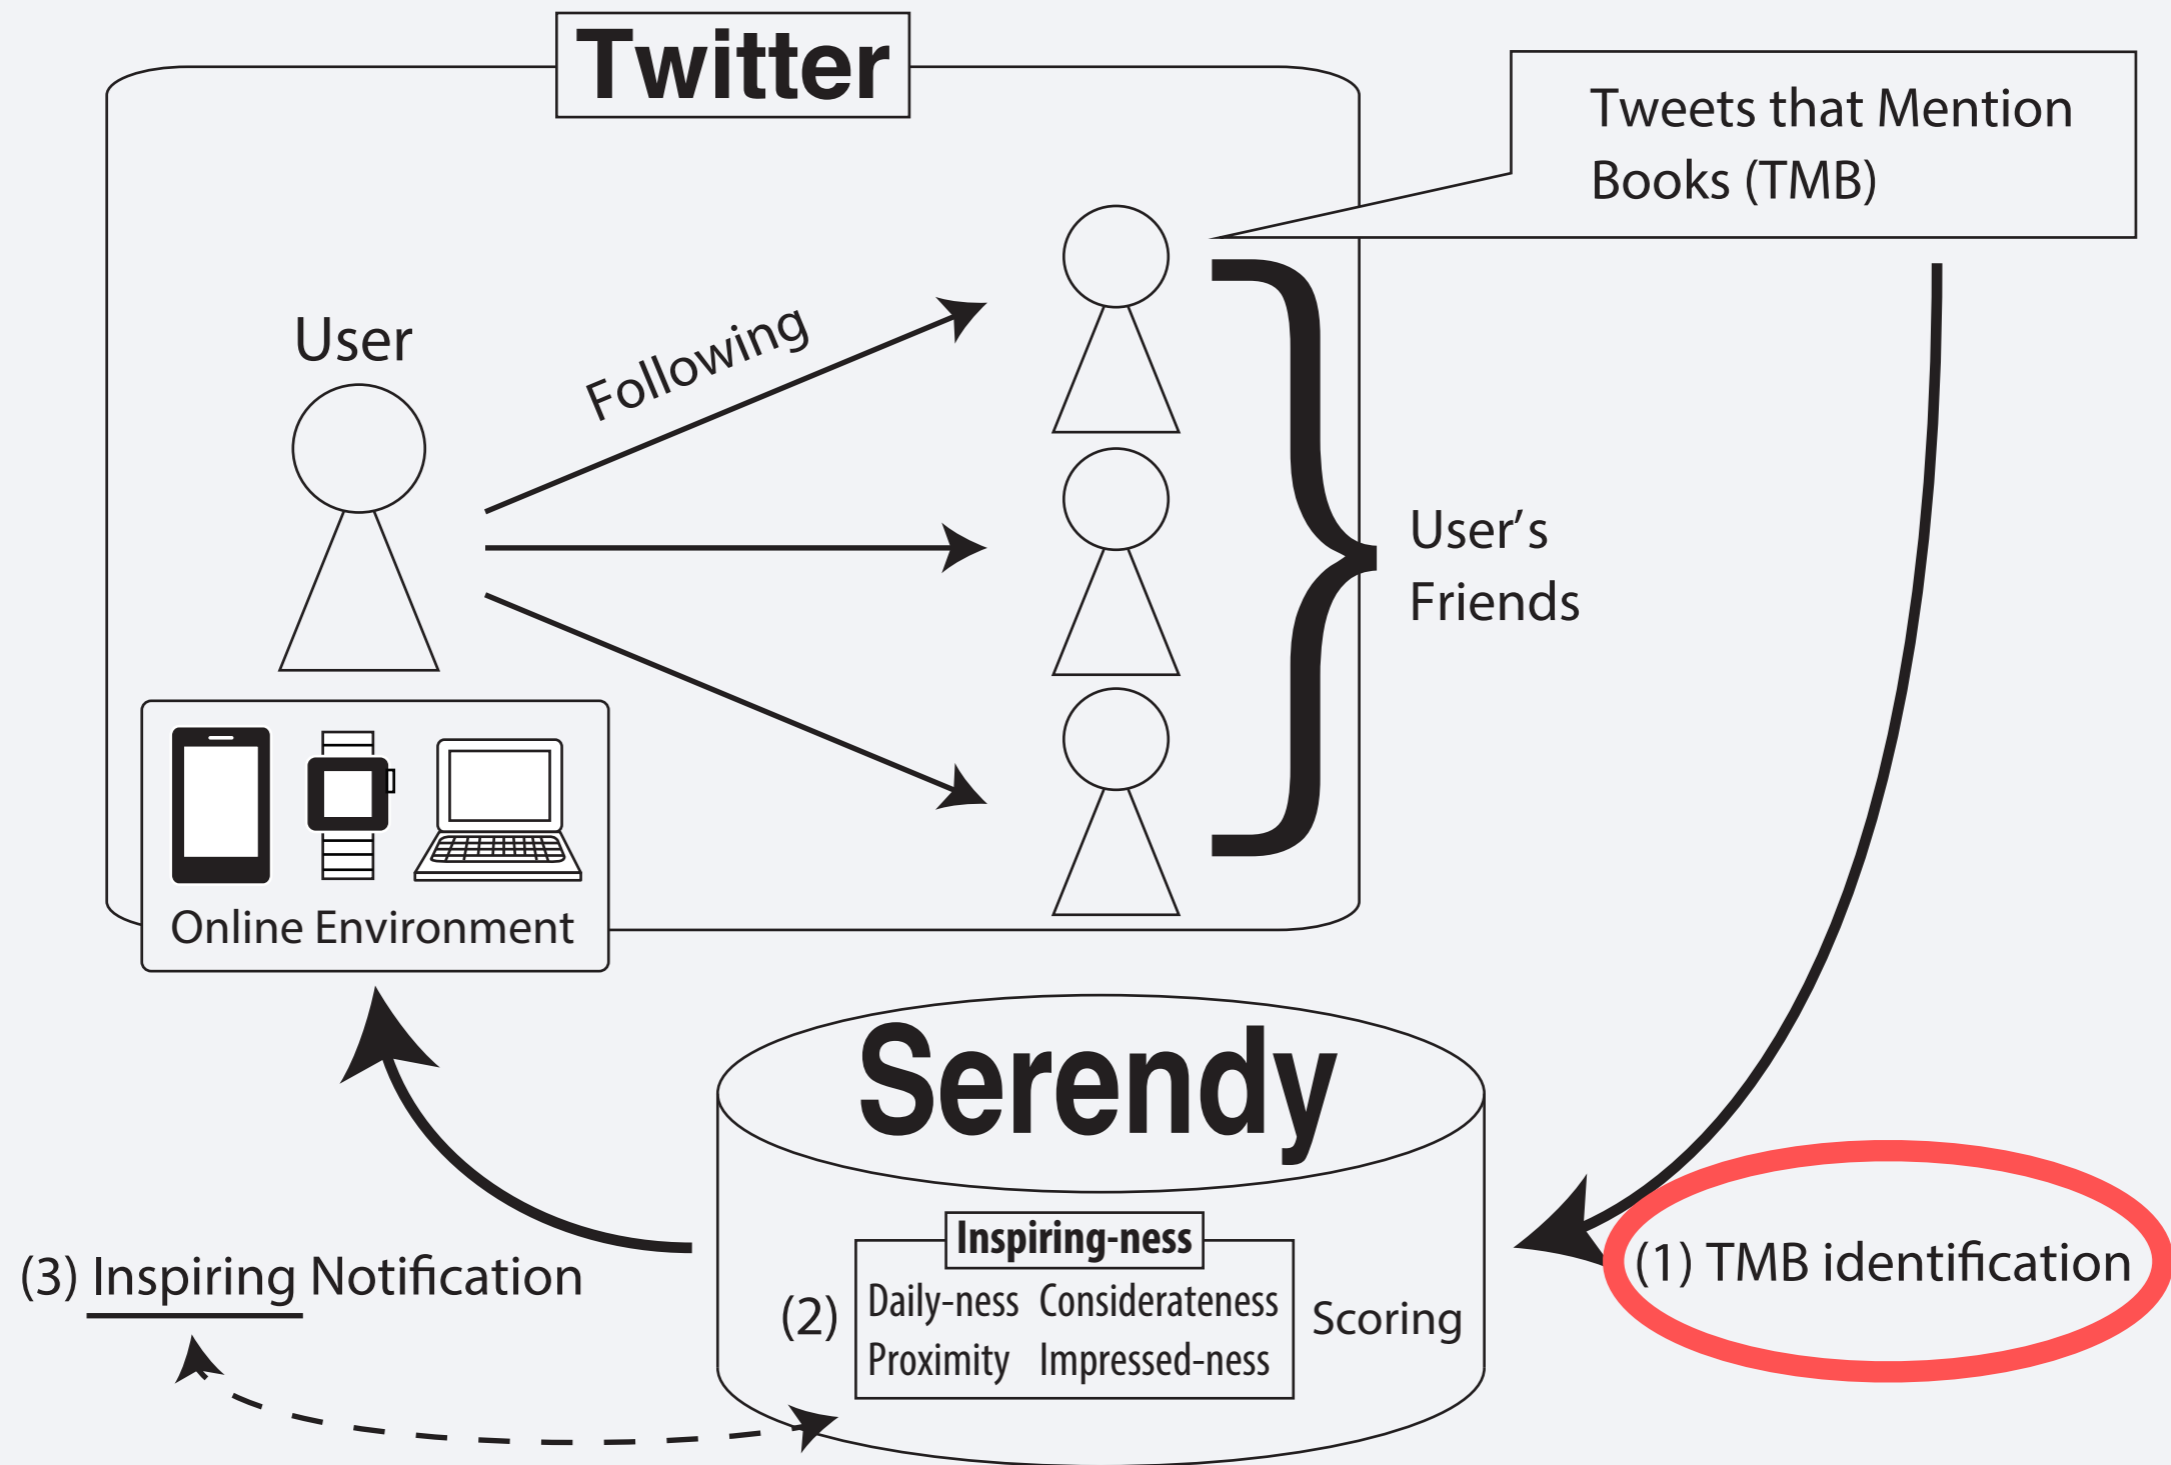 Twitter
Tweets that Mention
Books (TMB)
User
Following
User’s
Friends
Online Environment
Serendy
Inspiring-ness
(2)
Daily-ness Considerateness
Proximity Impressed-ness
Scoring
(1) TMB identification
(3) Inspiring Notification